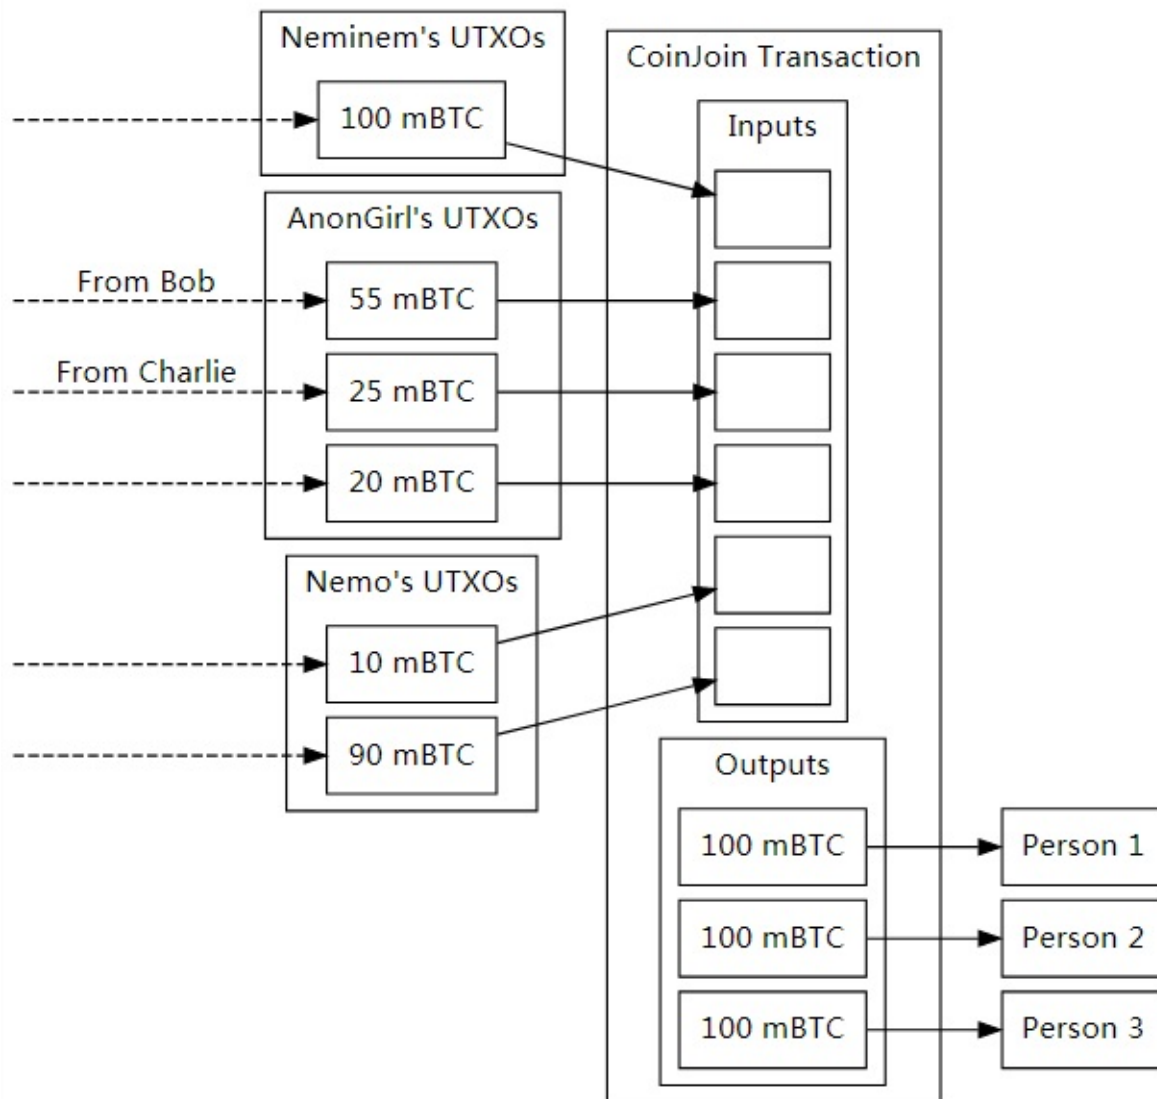 Neminem's UTXOs
100 mBTC
AnonGirl's UTXOs
From Bob
55 mBTC
From Charlie
25 mBTC
20 mBTC
Nemo's UTXOs
10 mBTC
90 mBTC
CoinJoin Transaction
Inputs
Outputs
100 mBTC
Person 1
100 mBTC
Person 2
100 mBTC
Person 3